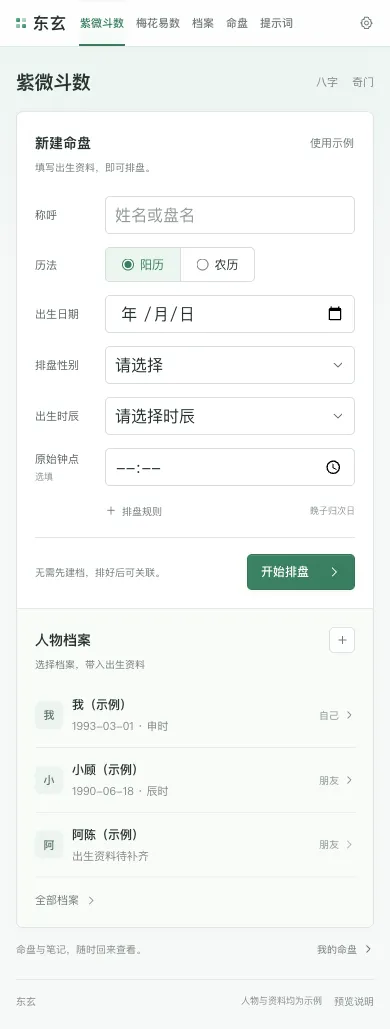 东玄 紫微斗数 梅花易数 档案 命盘 提示词
紫微斗数 八字 奇门
新建命盘 使用示例
填写出生资料，即可排盘。
称呼 姓名或盘名
历法 阳历 农历
出生日期 年 /月/日
排盘性别 请选择
出生时辰 请选择时辰
原始钟点 --:--
选填
+ 排盘规则 晚子归次日
无需先建档，排好后可关联。 开始排盘
人物档案 +
选择档案，带入出生资料
我 我（示例） 自己
1993-03-01 · 申时
小 小顾（示例） 朋友
1990-06-18 · 辰时
阿 阿陈（示例） 朋友
出生资料待补齐
全部档案
命盘与笔记，随时回来查看。 我的命盘
东玄 人物与资料均为示例 预览说明